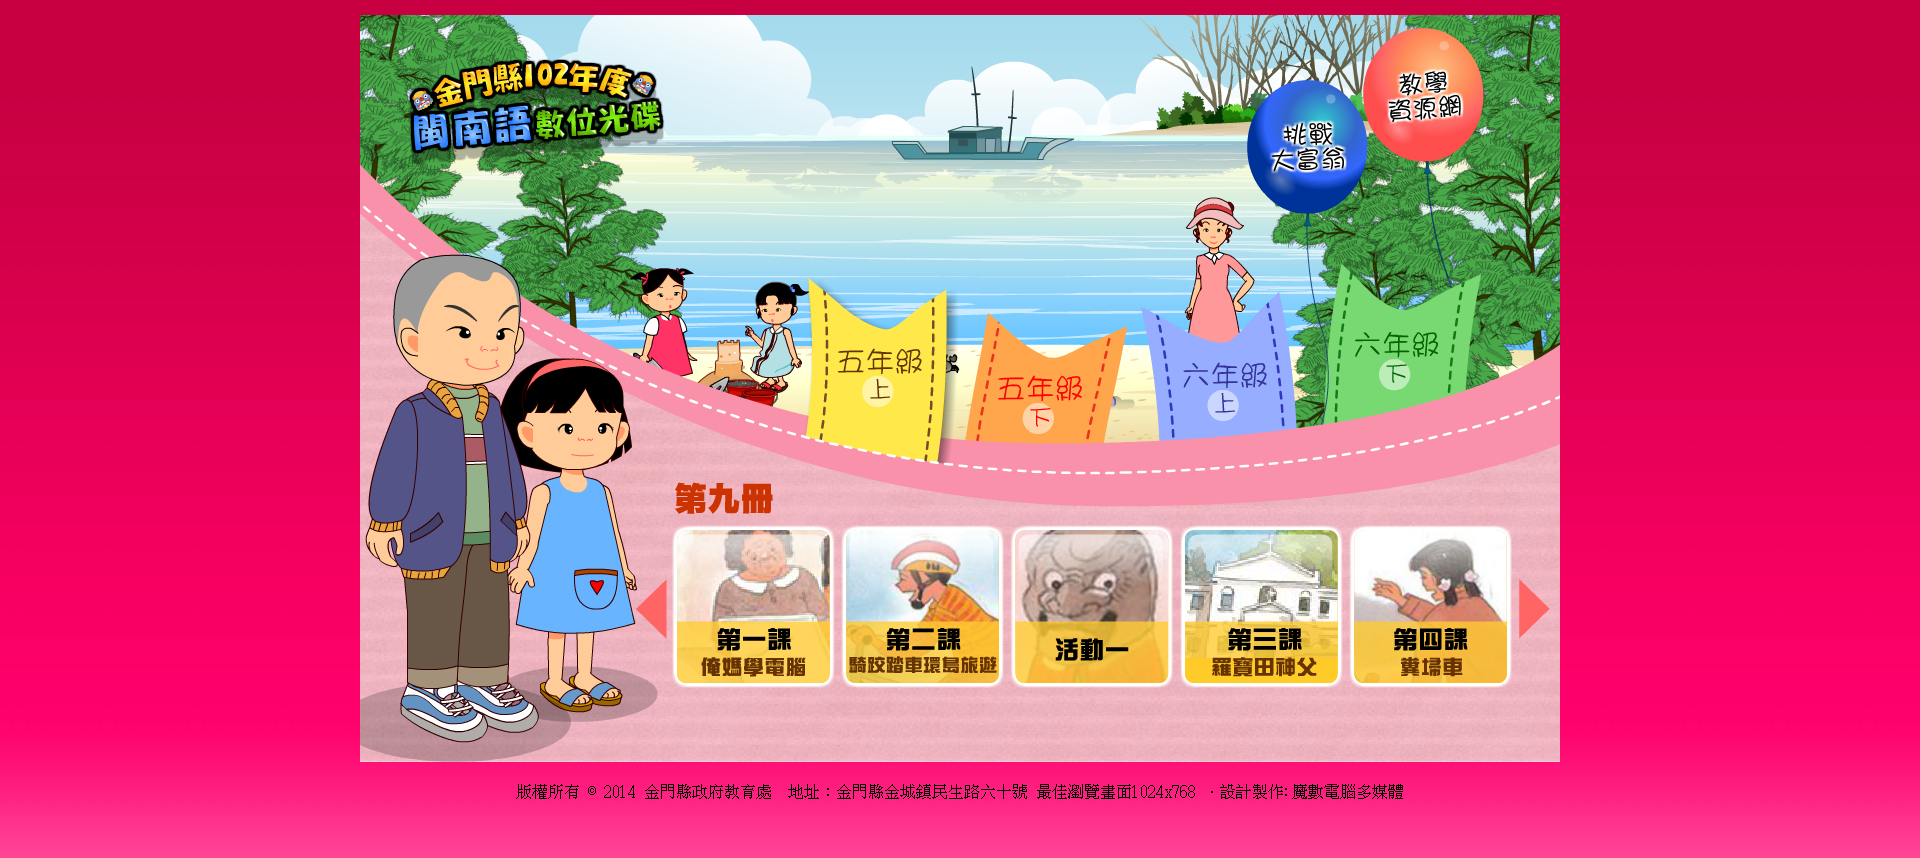 金門縣102年度
閩南語數位光碟
教學
資源網
挑戰
大富翁
五年級
上
五年級
下
六年級
上
六年級
下
第九冊
第一課
俺媽學電腦
第二課
騎跤踏車環島旅遊
活動一
第三課
羅寶田神父
第四課
糞埽車
版權所有 © 2014 金門縣政府教育處 地址：金門縣金城鎮民生路六十號 最佳瀏覽畫面1024x768 ．設計製作:魔數電腦多媒體